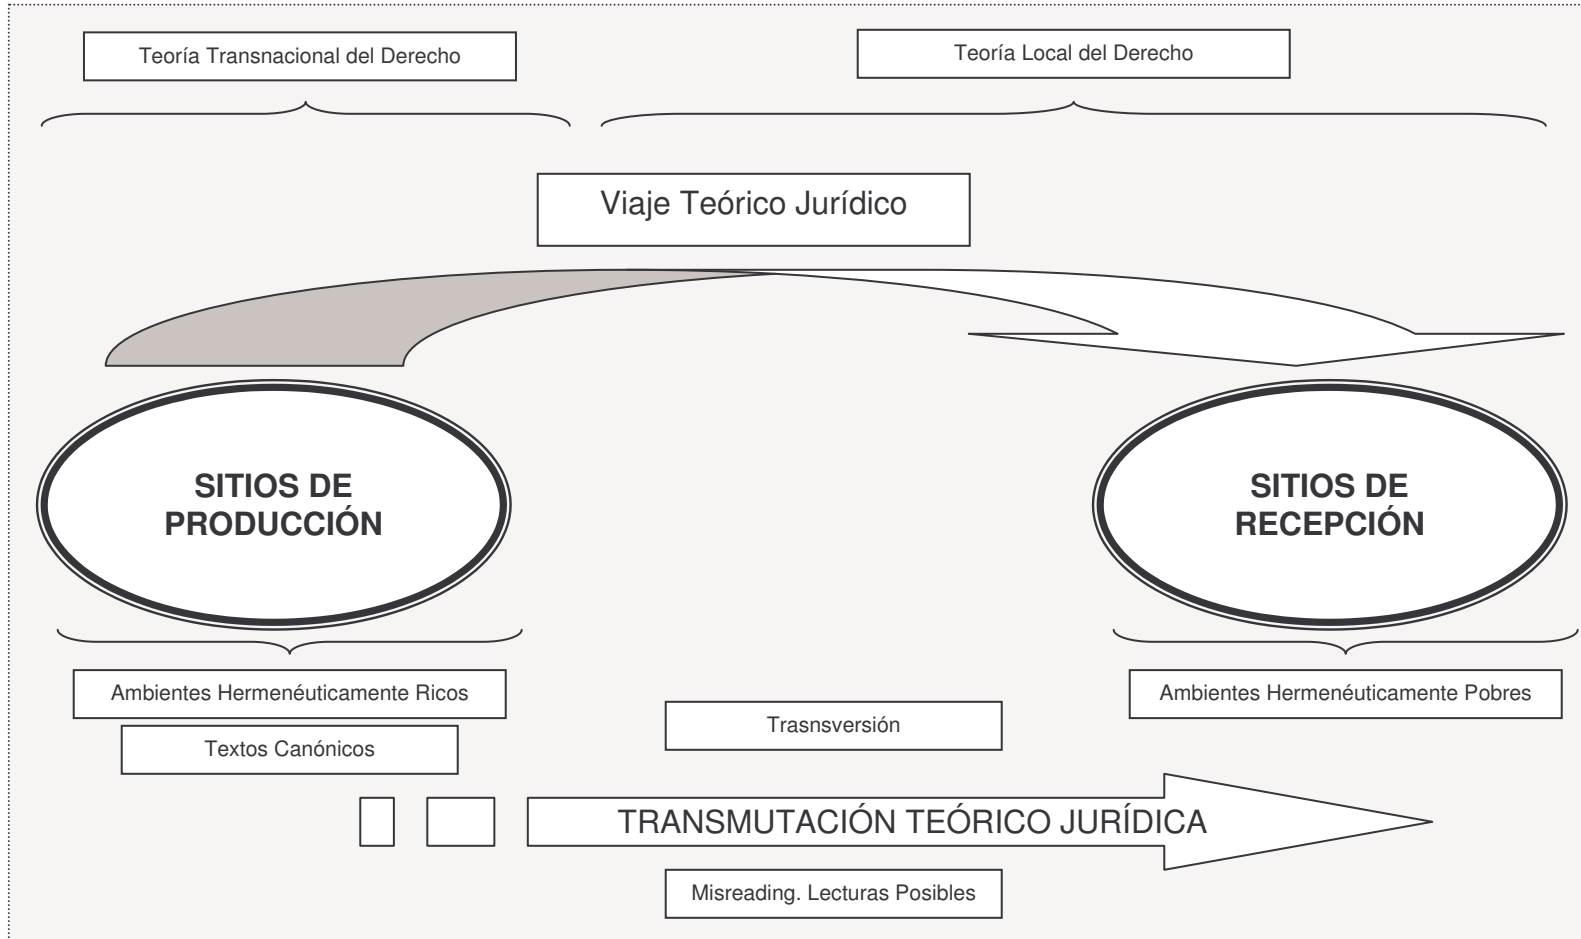 Teoría Transnacional del Derecho
Teoría Local del Derecho
Viaje Teórico Jurídico
SITIOS DE
PRODUCCIÓN
SITIOS DE
RECEPCIÓN
Ambientes Hermenéuticamente Ricos
Ambientes Hermenéuticamente Pobres
Textos Canónicos
Trasnsversión
TRANSMUTACIÓN TEÓRICO JURÍDICA
Misreading. Lecturas Posibles